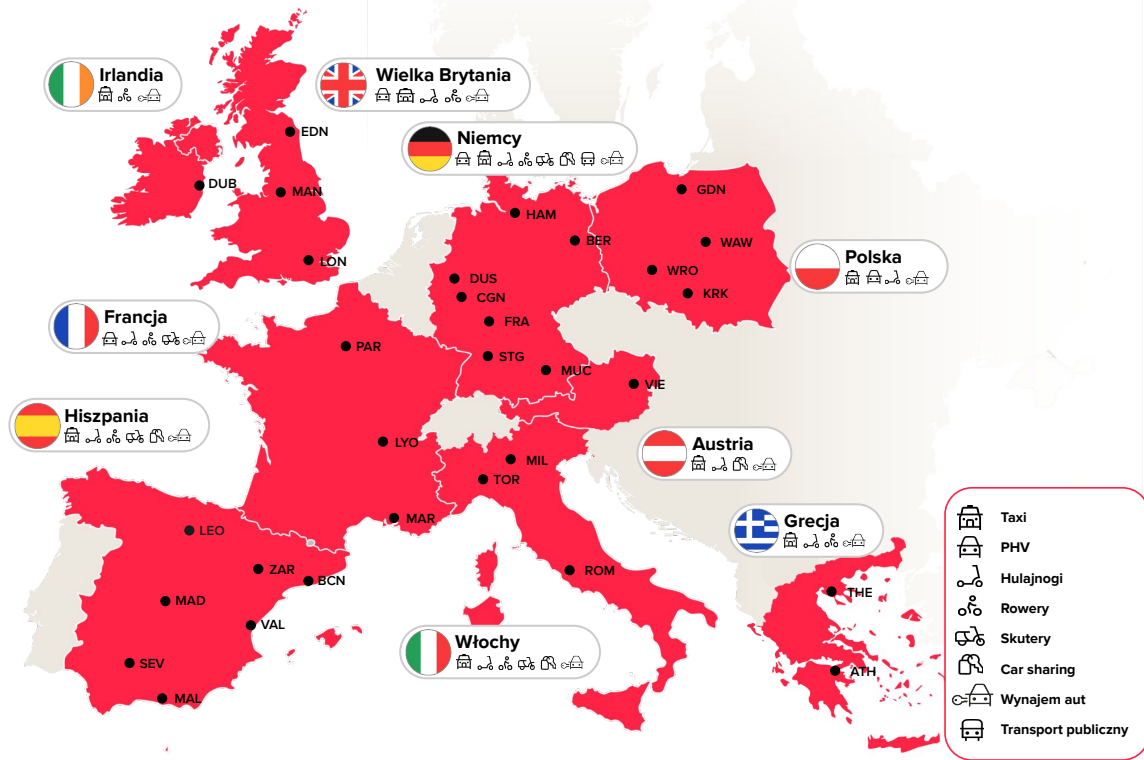 Irlandia
Wielka Brytania
Niemcy
EDN
DUB
MAN
LON
GDN
HAM
BER
WAW
Polska
DUS
WRO
CGN
KRK
Francja
FRA
PAR
STG
MUC
VIE
Hiszpania
LYO
MIL
Austria
TOR
MAR
LEO
Grecja
ZAR
BCN
ROM
MAD
THE
VAL
Włochy
SEV
ATH
MAL
Taxi
PHV
Hulajnogi
Rowery
Skutery
Car sharing
Wynajem aut
Transport publiczny